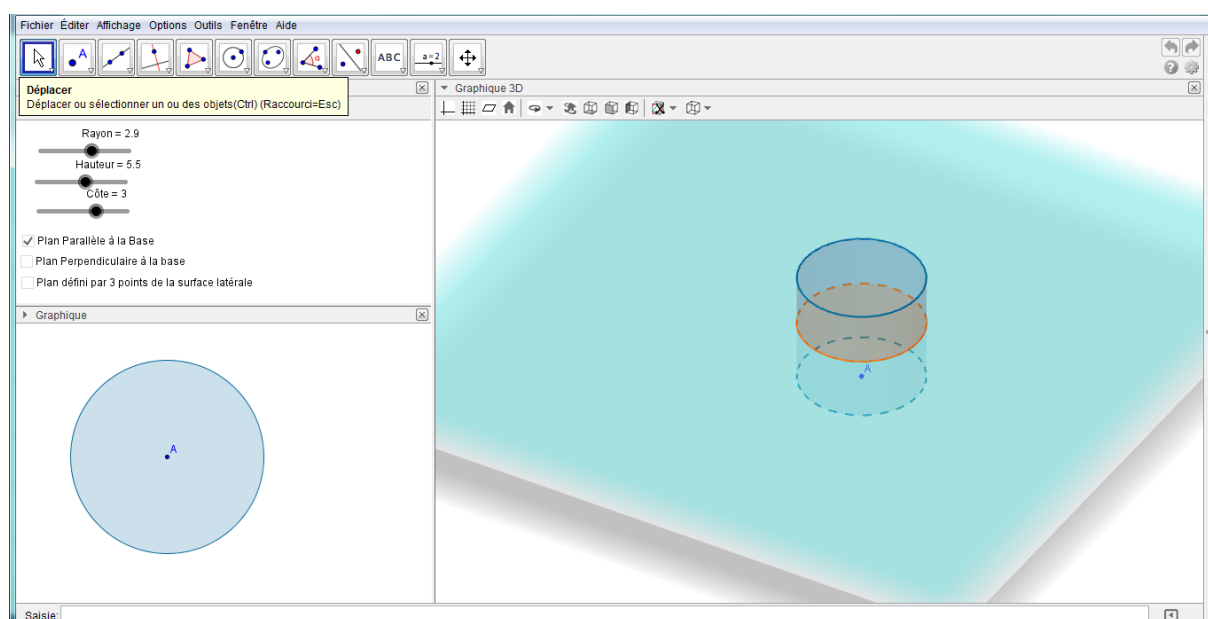 Fichier Éditer Affichage Options Outils Fenêtre Aide
A
α
ABC
a=2
Déplacer
Déplacer ou sélectionner un ou des objets(Ctrl) (Raccourci=Esc)
Graphique 3D
Rayon = 2.9
Hauteur = 5.5
Côte = 3
Plan Parallèle à la Base
Plan Perpendiculaire à la base
Plan défini par 3 points de la surface latérale
Graphique
A
A
Saisie: